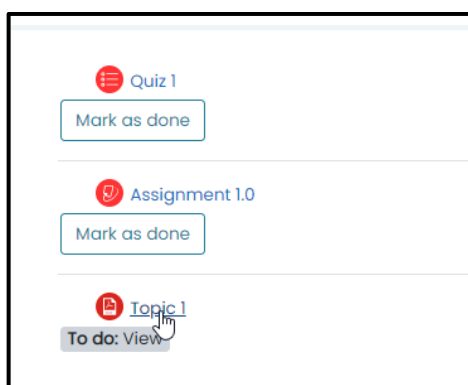 Quiz 1
Mark as done
Assignment 1.0
Mark as done
Topic 1
To do: View